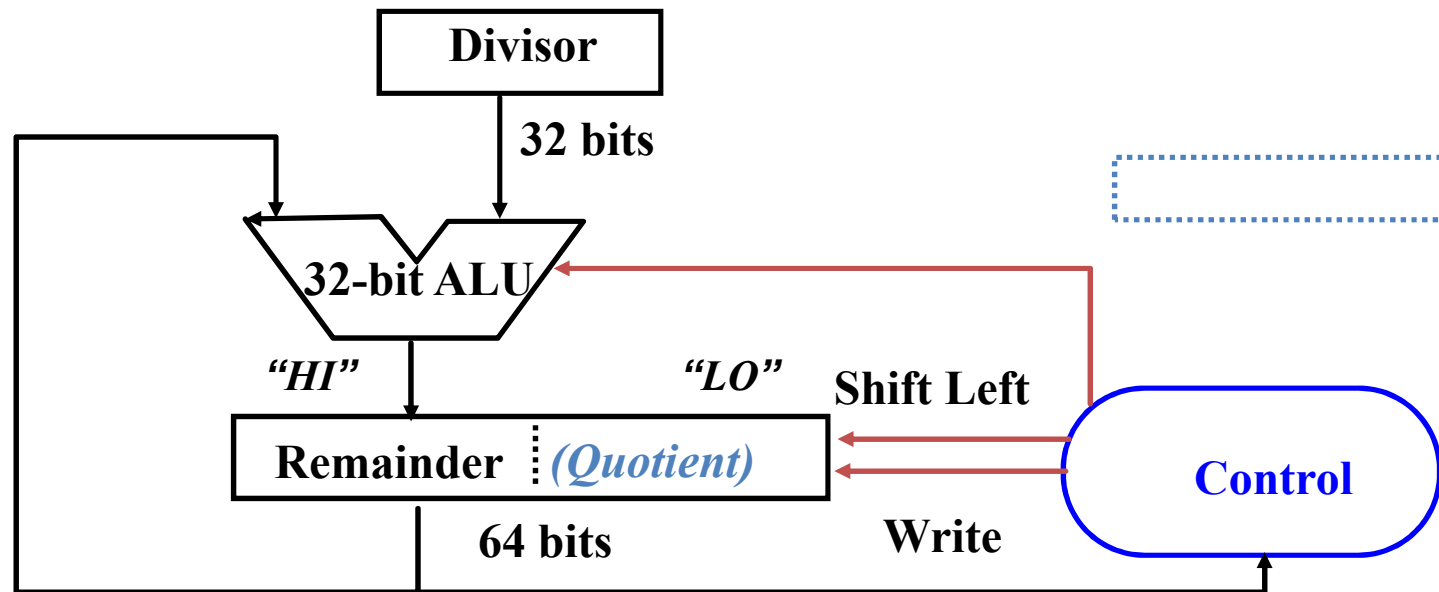 Divisor
32 bits
32-bit ALU
“HI”
“LO”
Shift Left
Remainder
(Quotient)
Control
64 bits
Write